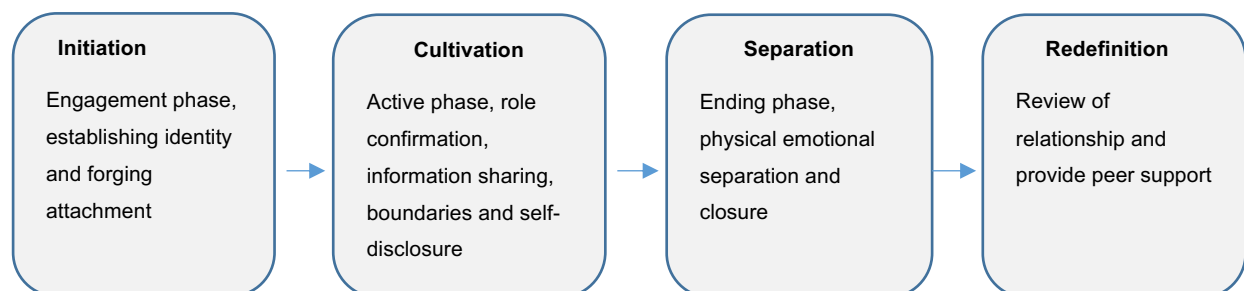 Initiation
Engagement phase,
establishing identity
and forging
attachment
Cultivation
Active phase, role
confirmation,
information sharing,
boundaries and self-
disclosure
Separation
Ending phase,
physical emotional
separation and
closure
Redefinition
Review of
relationship and
provide peer support